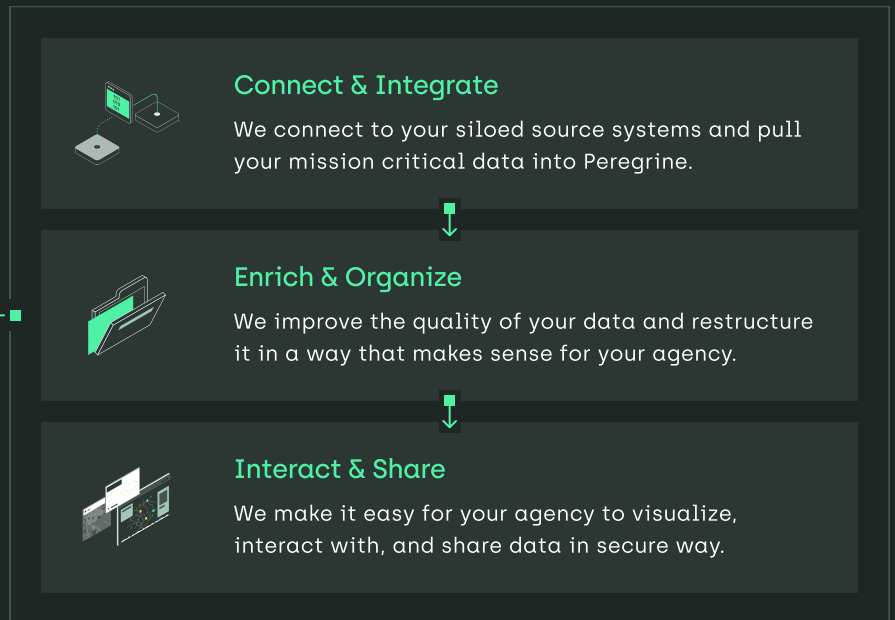 Connect & Integrate
We connect to your siloed source systems and pull
your mission critical data into Peregrine.
Enrich & Organize
We improve the quality of your data and restructure
it in a way that makes sense for your agency.
Interact & Share
We make it easy for your agency to visualize,
interact with, and share data in secure way.